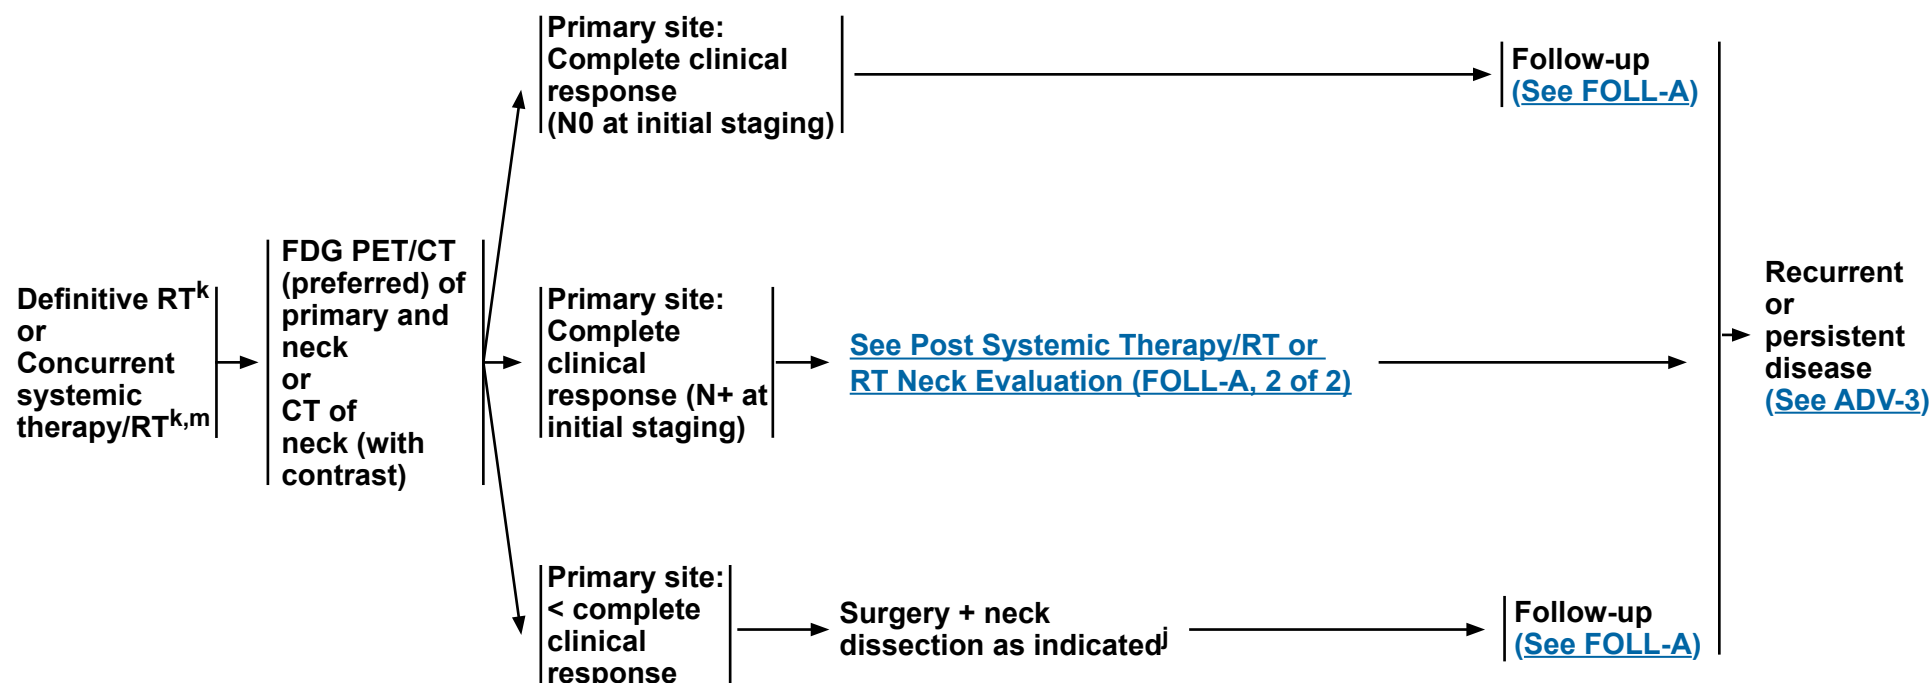 Definitive RTk
or
Concurrent
systemic
therapy/RTk,m
FDG PET/CT
(preferred) of
primary and
neck
or
CT of
neck (with
contrast)
Primary site:
Complete clinical
response
(N0 at initial staging)
Follow-up
(See FOLL-A)
Primary site:
Complete
clinical
response (N+ at
initial staging)
See Post Systemic Therapy/RT or
RT Neck Evaluation (FOLL-A, 2 of 2)
Primary site:
< complete
clinical
response
Surgery + neck
dissection as indicatedj
Follow-up
(See FOLL-A)
Recurrent
or
persistent
disease
(See ADV-3)